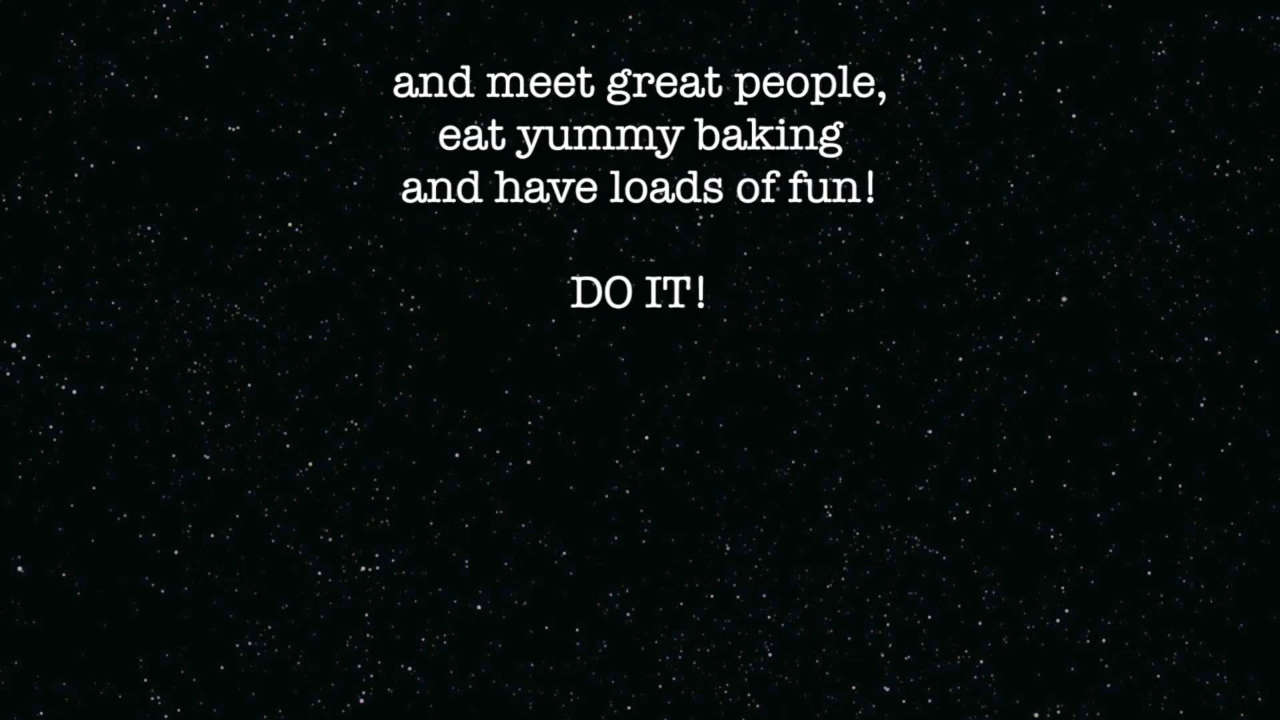 and meet great people,
eat yummy baking
and have loads of fun!
DO IT!